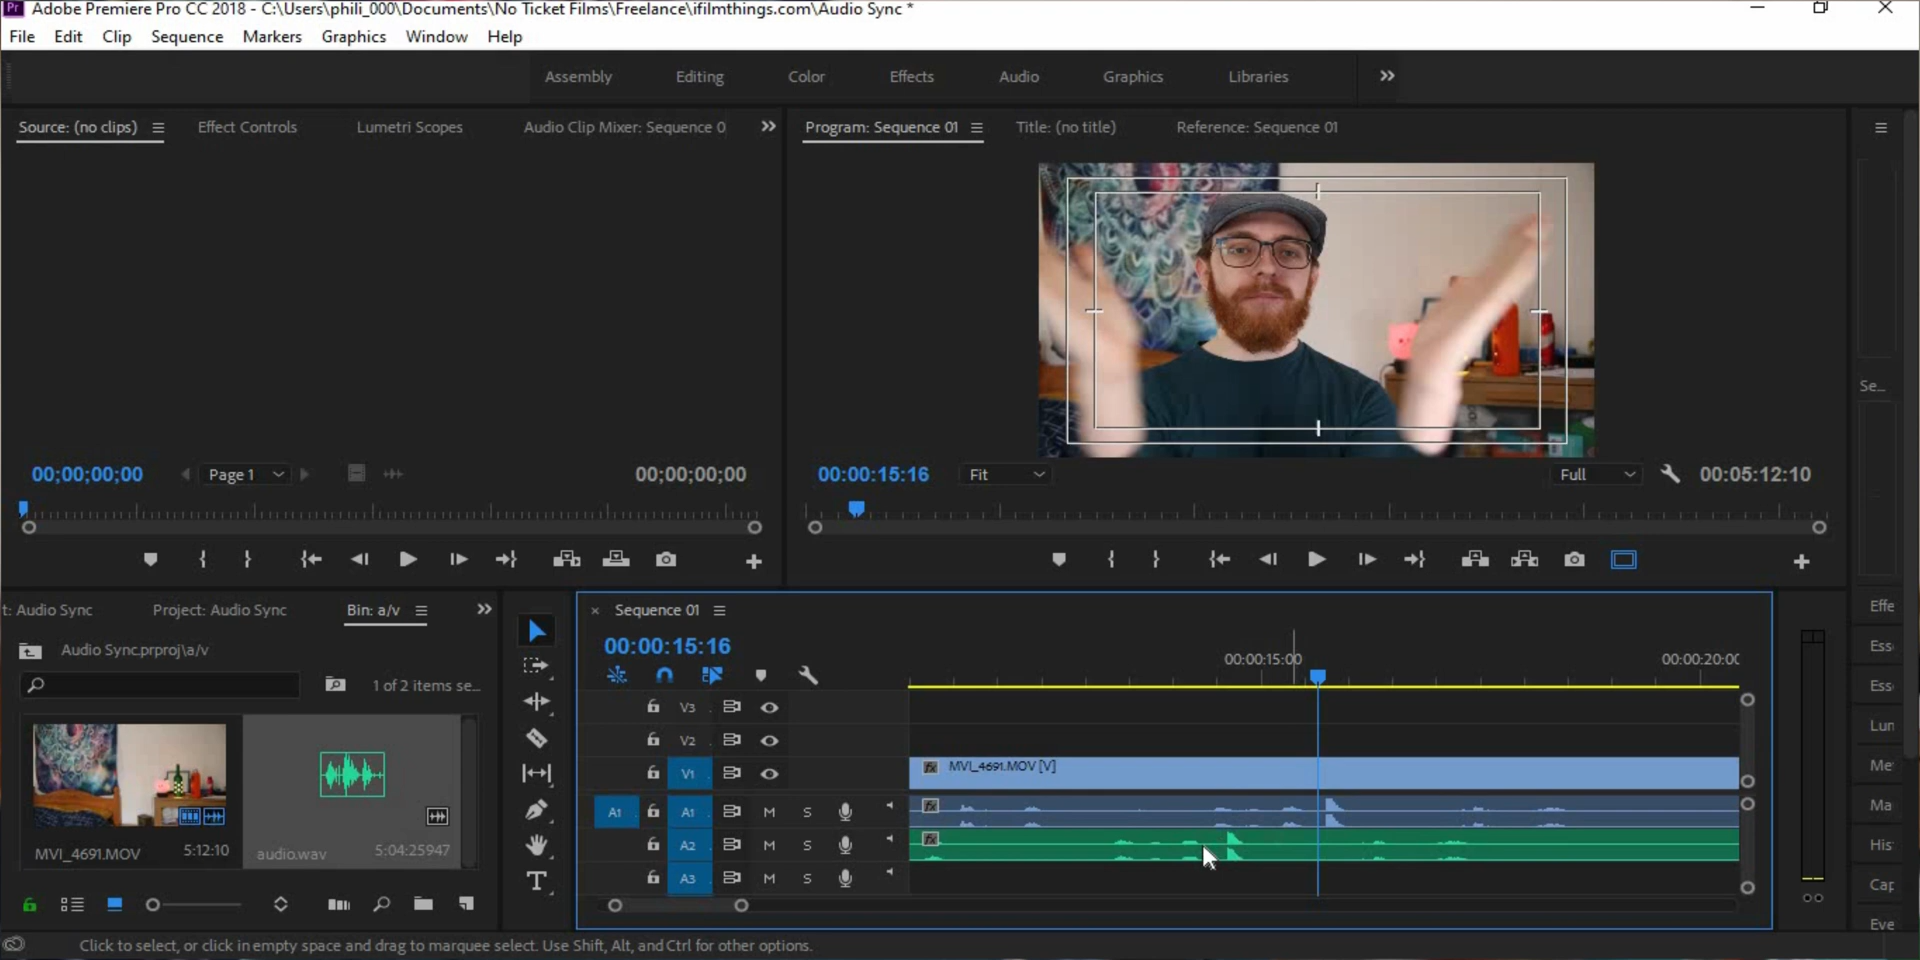 Pr Adobe Premiere Pro CC 2018 - C:\Users\phili_000\Documents\No Ticket Films\Freelance\ifilmthings.com\Audio Sync *
File Edit Clip Sequence Markers Graphics Window Help
Assembly Editing Color Effects Audio Graphics Libraries
Source: (no clips) Effect Controls Lumetri Scopes Audio Clip Mixer: Sequence 0
Program: Sequence 01 Title: (no title) Reference: Sequence 01
Se...
00;00;00;00 Page 1 00;00;00;00
00:00:15:16 Fit Full 00:05:12:10
t: Audio Sync Project: Audio Sync Bin: a/v
Audio Sync.prproj\a/v
1 of 2 items se...
MVI_4691.MOV 5:12:10
audio.wav 5:04:25947
Sequence 01
00:00:15:16
00:00:15:00 00:00:20:00
V3
V2
V1 fx MVI_4691.MOV [V]
A1 A1 M S fx
A2 M S fx
A3 M S
Effe
Ess
Ess
Lun
Me
Ma
His
Cap
Eve
Click to select, or click in empty space and drag to marquee select. Use Shift, Alt, and Ctrl for other options.